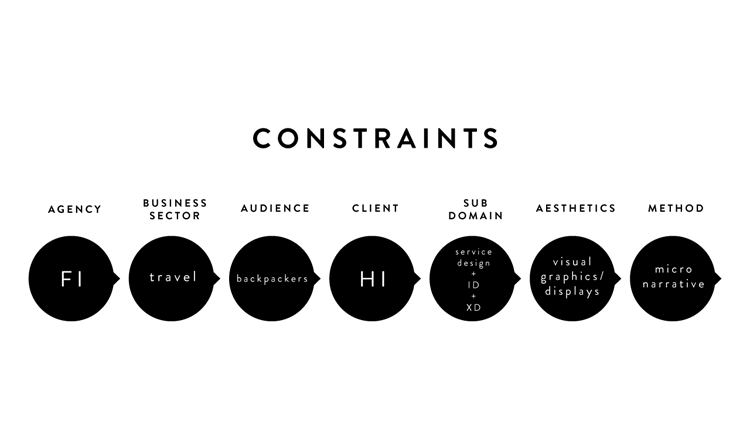 CONSTRAINTS
AGENCY
FI
BUSINESS
SECTOR
travel
AUDIENCE
backpackers
CLIENT
HI
SUB
DOMAIN
service
design
+
ID
+
XD
AESTHETICS
visual
graphics/
displays
METHOD
micro
narrative